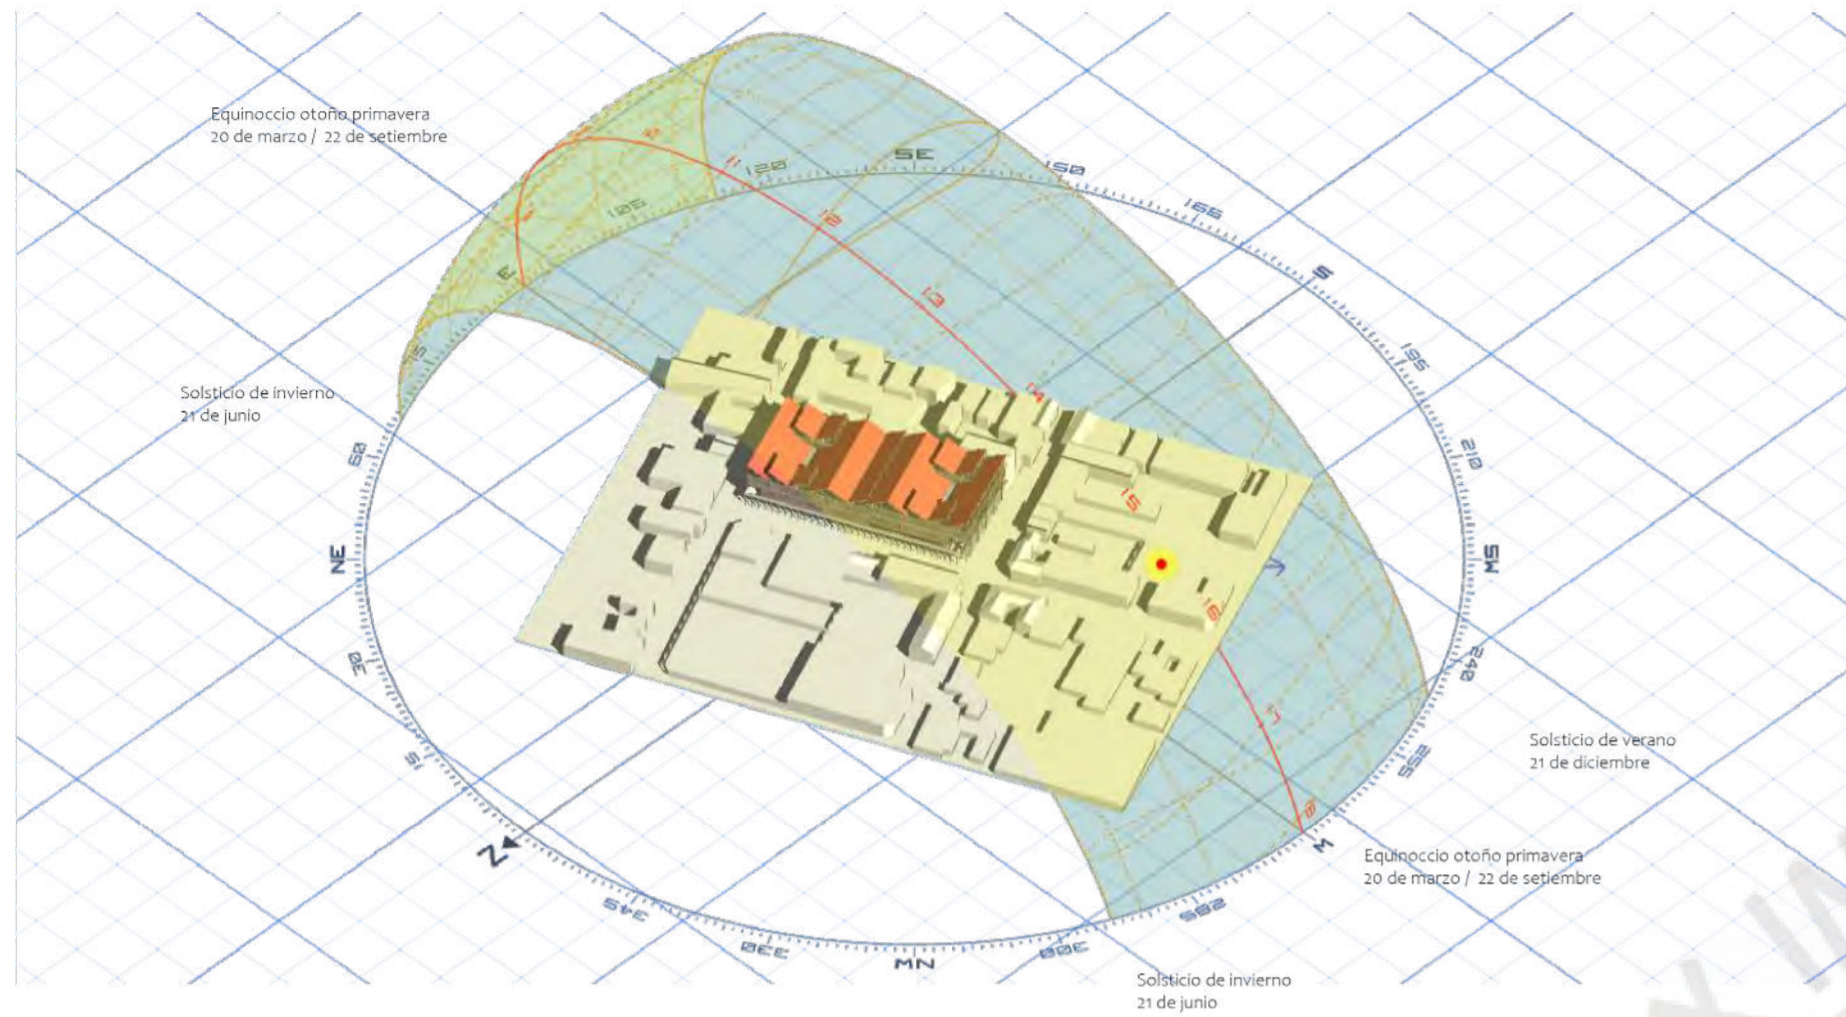 Equinoccio otoño primavera
20 de marzo / 22 de setiembre
SE
150
120
11
165
105
12
S
E
13
195
Solsticio de invierno
21 de junio
14
60
210
15
NE
SW
16
30
240
17
Solsticio de verano
21 de diciembre
15
255
18
N
W
Equinoccio otoño primavera
20 de marzo / 22 de setiembre
345
285
330
300
NW
Solsticio de invierno
21 de junio